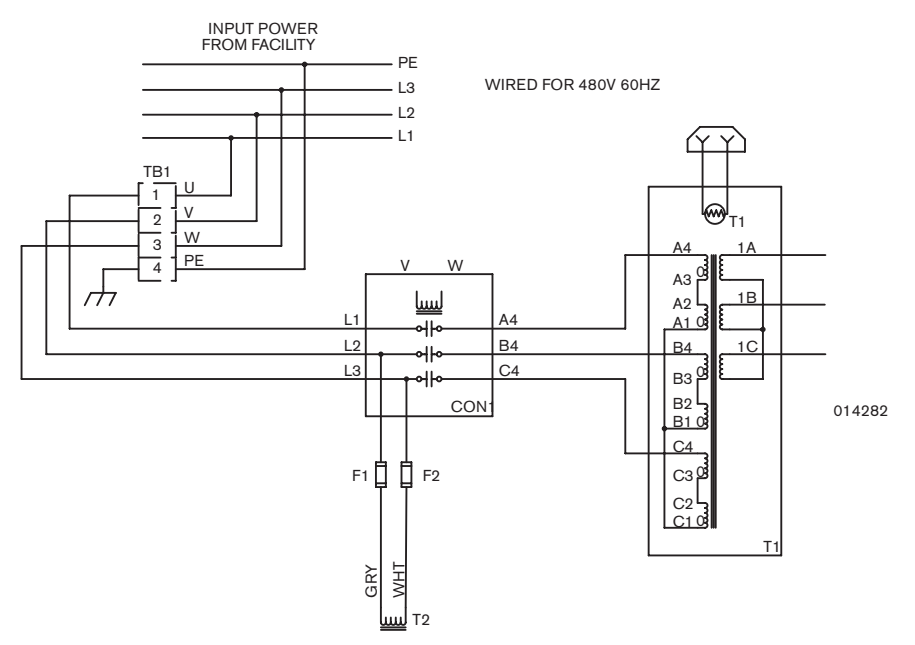 INPUT POWER
FROM FACILITY
PE
L3
L2
L1
WIRED FOR 480V 60HZ
TB1
1 U
2 V
3 W
4 PE
T1
V W
L1 A4
L2 B4
L3 C4
CON1
A4 1A
A3
A2 1B
A1
B4 1C
B3
B2
B1
C4
C3
C2
C1
T1
014282
F1 F2
GRY WHT
T2